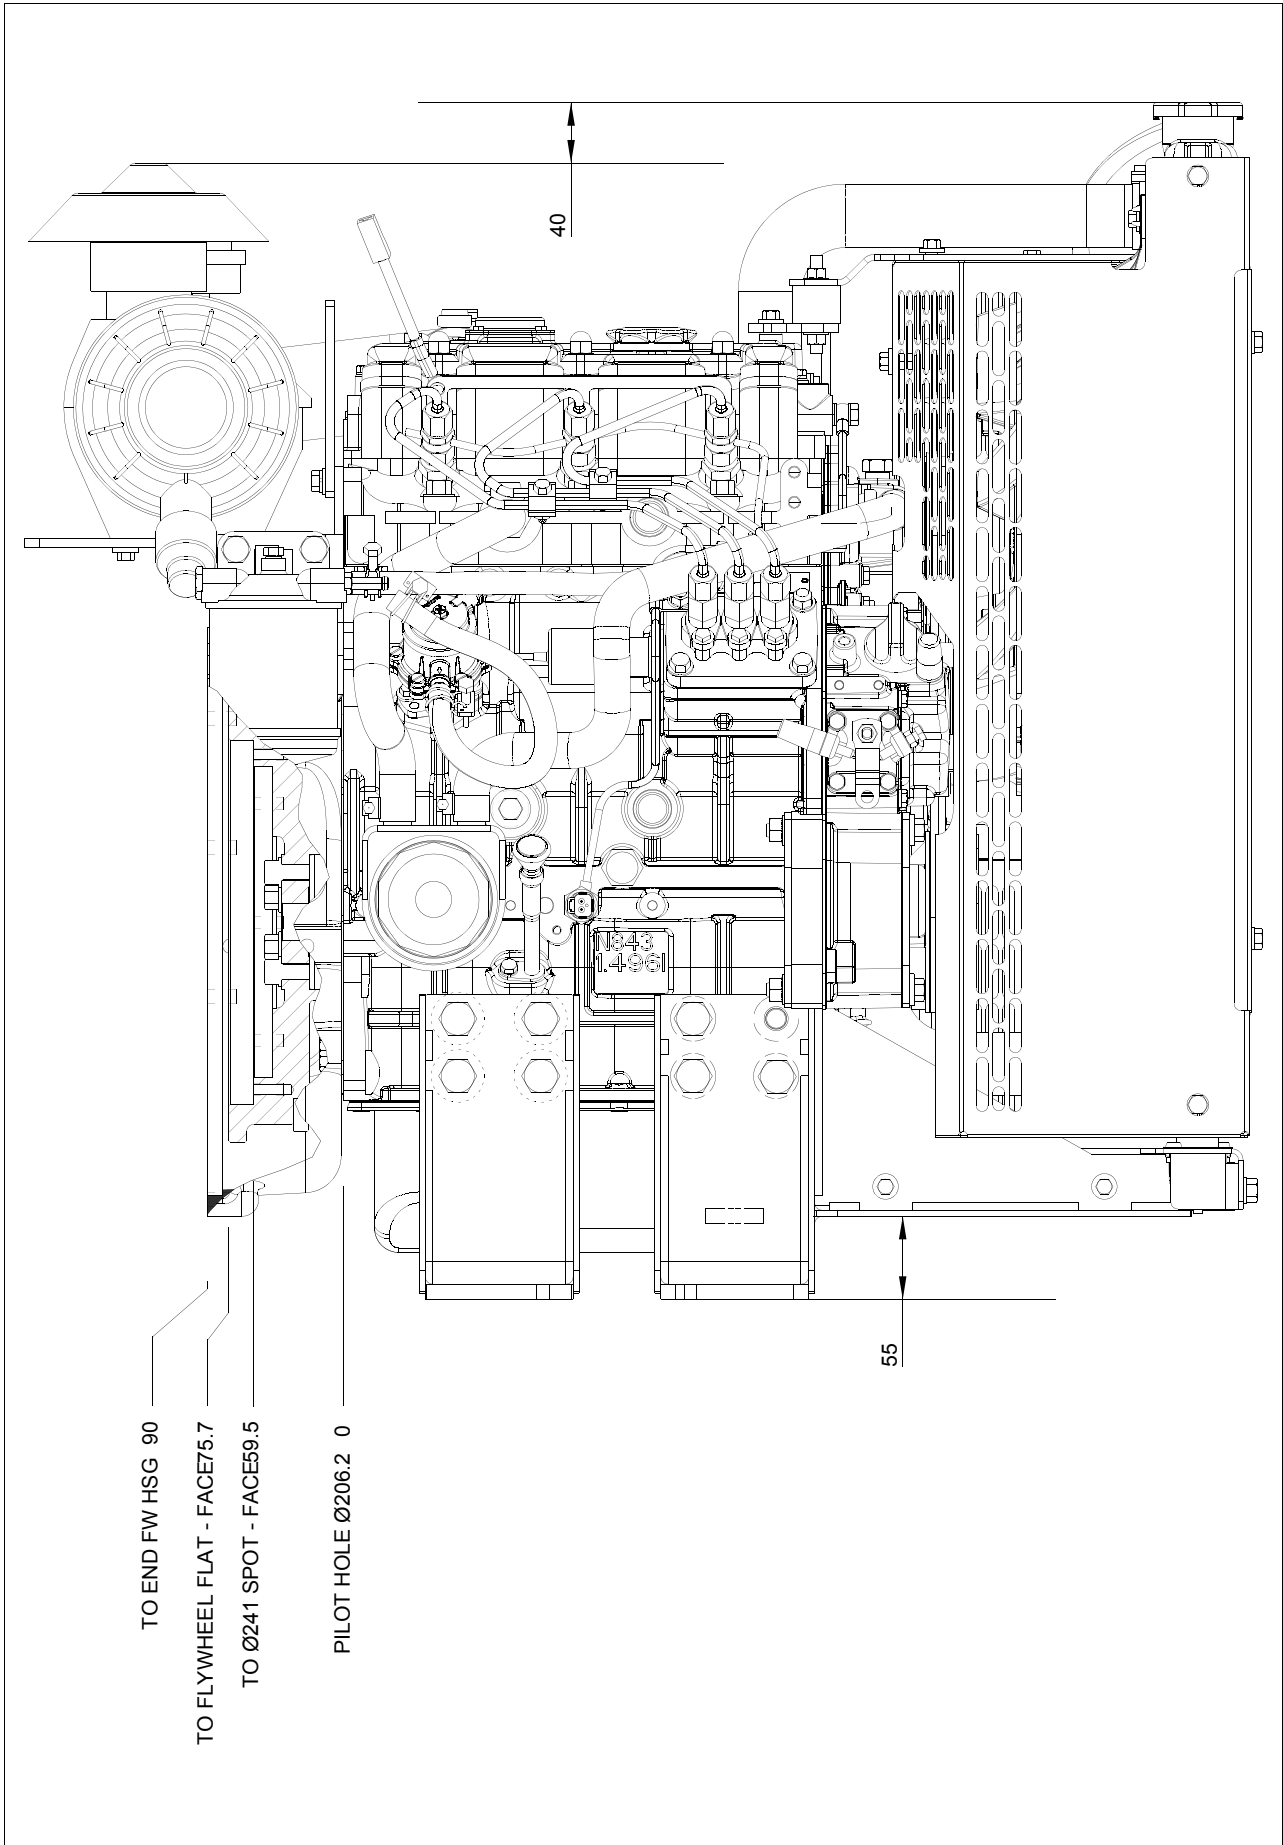 40
N843
1.496l
55
TO END FW HSG 90
TO FLYWHEEL FLAT - FACE75.7
TO Ø241 SPOT - FACE59.5
PILOT HOLE Ø206.2 0